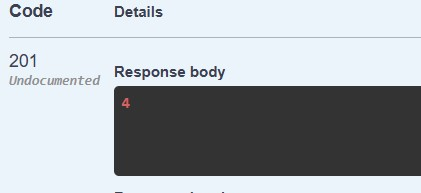 Code Details
201
Undocumented
Response body
4